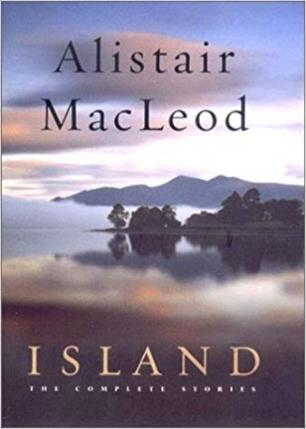 Alistair
MacLeod
ISLAND
THE COMPLETE STORIES